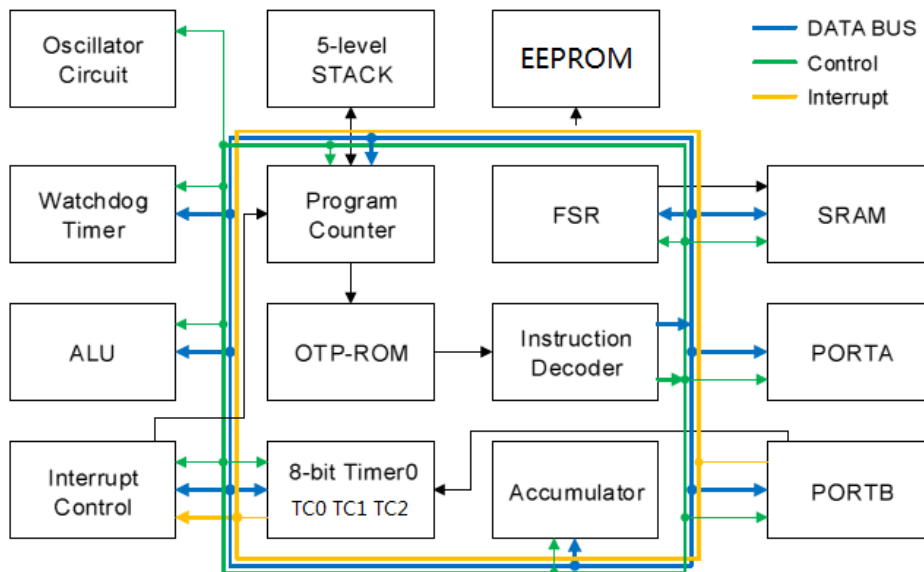 Oscillator
Circuit
5-level
STACK
EEPROM
DATA BUS
Control
Interrupt
Watchdog
Timer
Program
Counter
FSR
SRAM
ALU
OTP-ROM
Instruction
Decoder
PORTA
Interrupt
Control
8-bit Timer0
TC0 TC1 TC2
Accumulator
PORTB